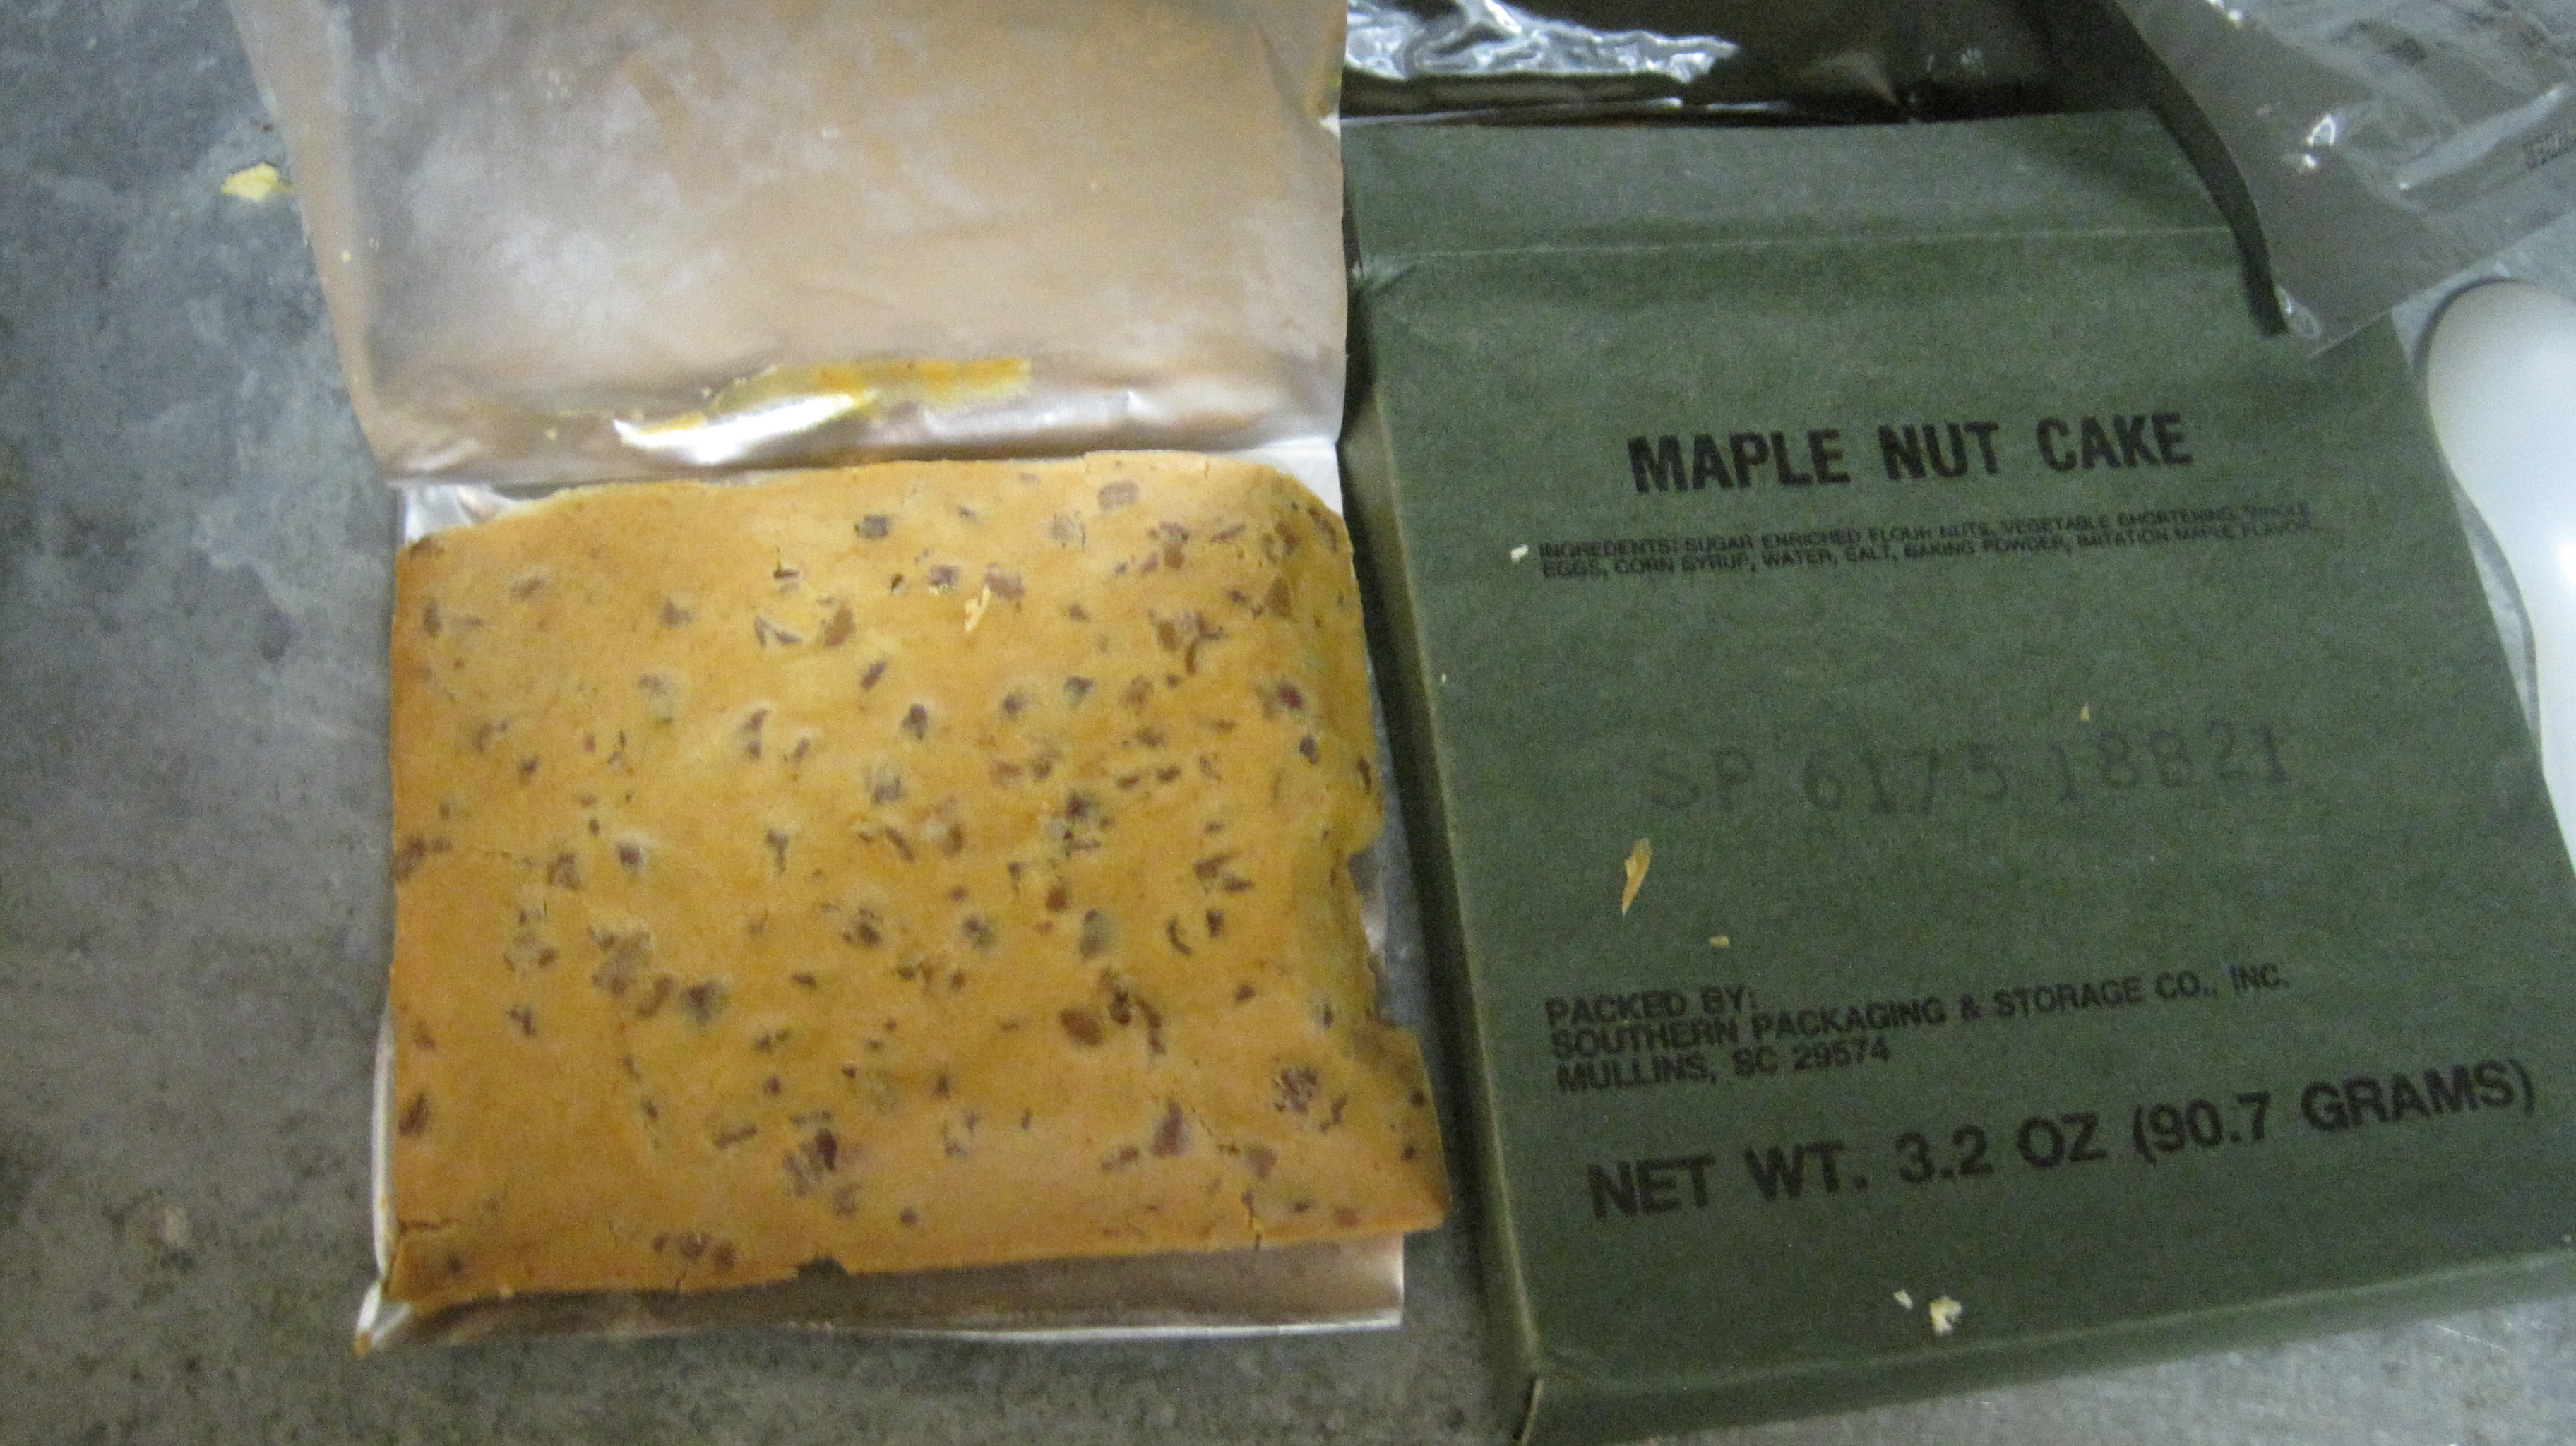 MAPLE NUT CAKE
INGREDIENTS: SUGAR ENRICHED FLOUR NUTS, VEGETABLE SHORTENING, WHOLE
EGGS, CORN SYRUP, WATER, SALT, BAKING POWDER, IMITATION MAPLE FLAVOR.
SP 6175 18B21
PACKED BY:
SOUTHERN PACKAGING & STORAGE CO., INC.
MULLINS, SC 29574
NET WT. 3.2 OZ (90.7 GRAMS)